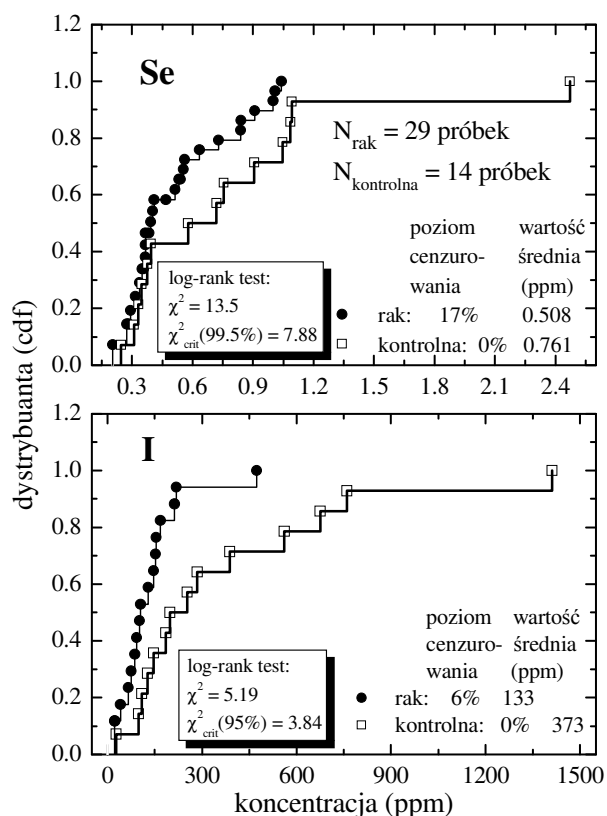 1.2
1.0
0.8
0.6
0.4
0.2
0.0
Se
N_rak = 29 próbek
N_kontrolna = 14 próbek
poziom wartość
cenzuro- średnia
wania (ppm)
● rak: 17% 0.508
□ kontrolna: 0% 0.761
log-rank test:
χ² = 13.5
χ²_crit(99.5%) = 7.88
0.3 0.6 0.9 1.2 1.5 1.8 2.1 2.4
dystrybuanta (cdf)
1.2
1.0
0.8
0.6
0.4
0.2
0.0
I
poziom wartość
cenzuro- średnia
wania (ppm)
● rak: 6% 133
□ kontrolna: 0% 373
log-rank test:
χ² = 5.19
χ²_crit(95%) = 3.84
0 300 600 900 1200 1500
koncentracja (ppm)